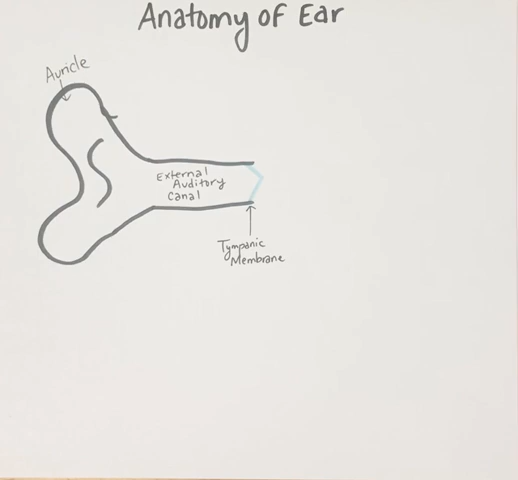 Anatomy of Ear
Auricle
External
Auditory
Canal
Tympanic
Membrane